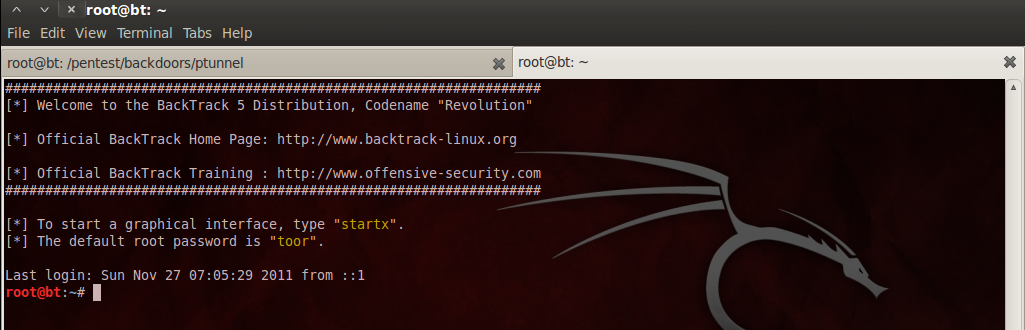 root@bt: ~
File Edit View Terminal Tabs Help
root@bt: /pentest/backdoors/ptunnel
root@bt: ~
###################################################################
[*] Welcome to the BackTrack 5 Distribution, Codename "Revolution"
[*] Official BackTrack Home Page: http://www.backtrack-linux.org
[*] Official BackTrack Training : http://www.offensive-security.com
###################################################################
[*] To start a graphical interface, type "startx".
[*] The default root password is "toor".
Last login: Sun Nov 27 07:05:29 2011 from ::1
root@bt:~#